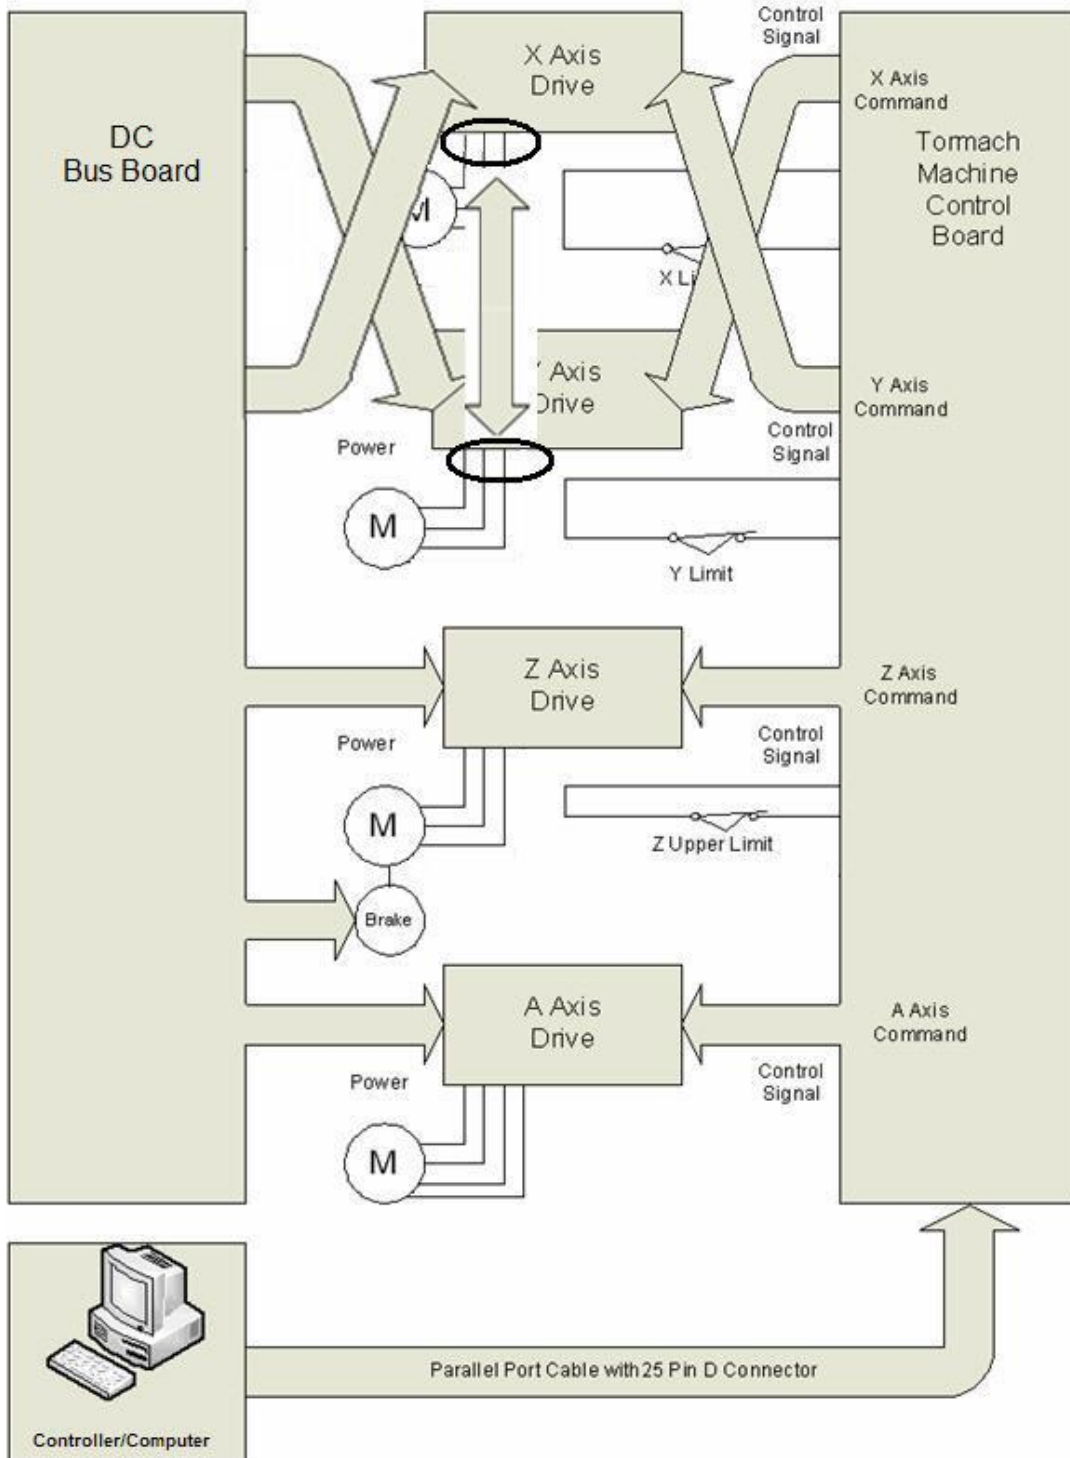 Control
Signal
X Axis
Drive
X Axis
Command
DC
Bus Board
Tormach
Machine
Control
Board
M
X Li
Axis
Drive
Y Axis
Command
Control
Signal
Power
M
Y Limit
Z Axis
Drive
Z Axis
Command
Power
Control
Signal
M
Z Upper Limit
Brake
A Axis
Drive
A Axis
Command
Power
Control
Signal
M
Parallel Port Cable with 25 Pin D Connector
Controller/Computer